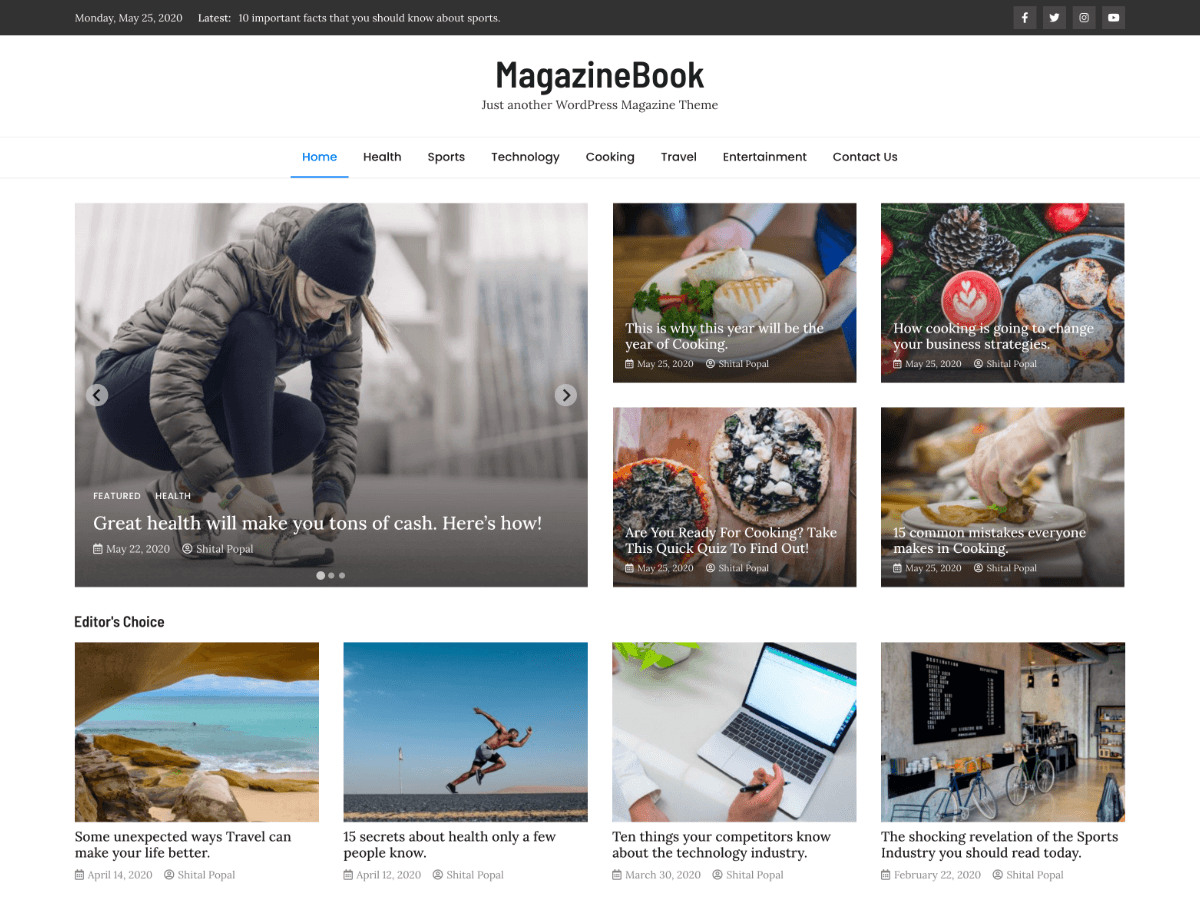 Monday, May 25, 2020 Latest: 10 important facts that you should know about sports.
MagazineBook
Just another WordPress Magazine Theme
Home Health Sports Technology Cooking Travel Entertainment Contact Us
FEATURED HEALTH
Great health will make you tons of cash. Here’s how!
May 22, 2020 Shital Popal
This is why this year will be the
year of Cooking.
May 25, 2020 Shital Popal
How cooking is going to change
your business strategies.
May 25, 2020 Shital Popal
Are You Ready For Cooking? Take
This Quick Quiz To Find Out!
May 25, 2020 Shital Popal
15 common mistakes everyone
makes in Cooking.
May 25, 2020 Shital Popal
Editor's Choice
Some unexpected ways Travel can
make your life better.
April 14, 2020 Shital Popal
15 secrets about health only a few
people know.
April 12, 2020 Shital Popal
Ten things your competitors know
about the technology industry.
March 30, 2020 Shital Popal
DESTINATION
The shocking revelation of the Sports
Industry you should read today.
February 22, 2020 Shital Popal